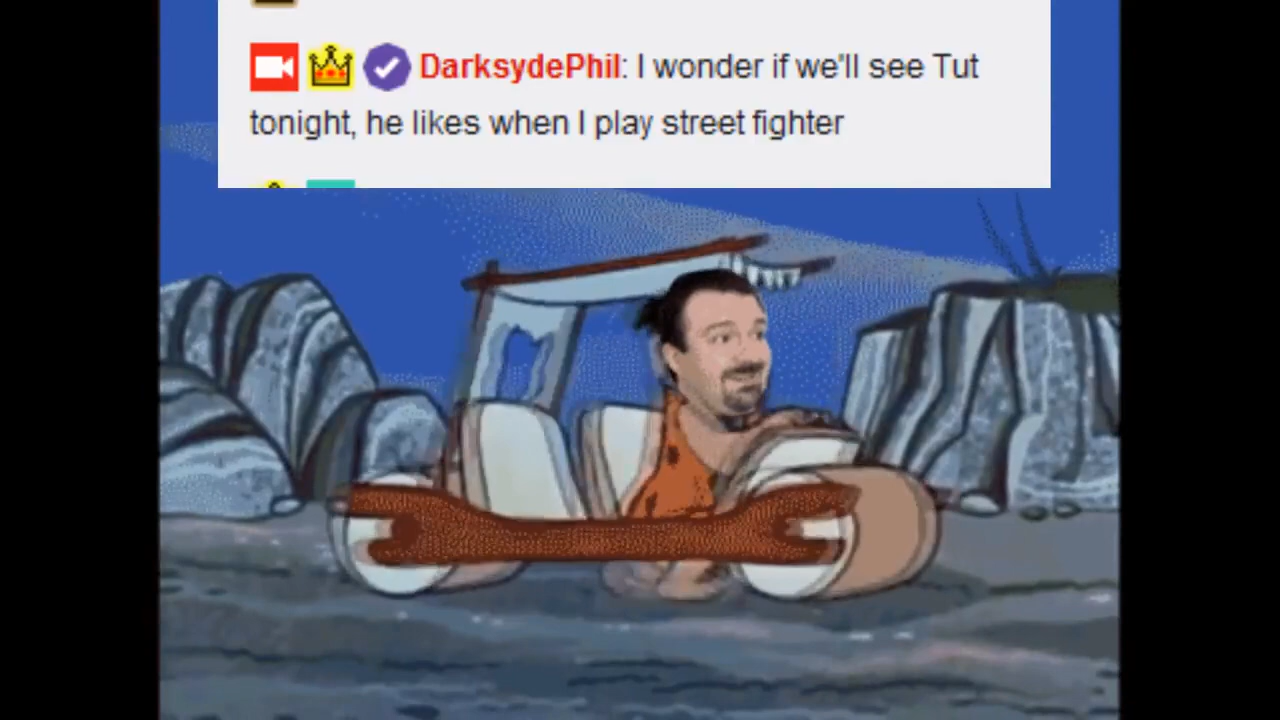 DarksydePhil: I wonder if we'll see Tut
tonight, he likes when I play street fighter